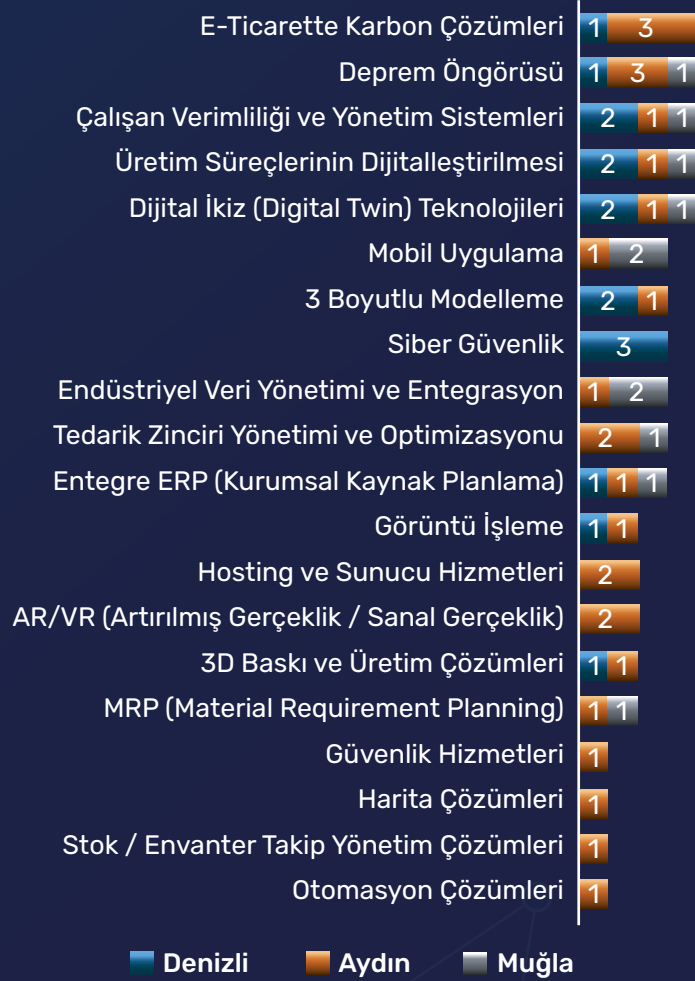 E-Ticarette Karbon Çözümleri 1 3
Deprem Öngörüsü 1 3 1
Çalışan Verimliliği ve Yönetim Sistemleri 2 1 1
Üretim Süreçlerinin Dijitalleştirilmesi 2 1 1
Dijital İkiz (Digital Twin) Teknolojileri 2 1 1
Mobil Uygulama 1 2
3 Boyutlu Modelleme 2 1
Siber Güvenlik 3
Endüstriyel Veri Yönetimi ve Entegrasyon 1 2
Tedarik Zinciri Yönetimi ve Optimizasyonu 2 1
Entegre ERP (Kurumsal Kaynak Planlama) 1 1 1
Görüntü İşleme 1 1
Hosting ve Sunucu Hizmetleri 2
AR/VR (Artırılmış Gerçeklik / Sanal Gerçeklik) 2
3D Baskı ve Üretim Çözümleri 1 1
MRP (Material Requirement Planning) 1 1
Güvenlik Hizmetleri 1
Harita Çözümleri 1
Stok / Envanter Takip Yönetim Çözümleri 1
Otomasyon Çözümleri 1
Denizli Aydın Muğla